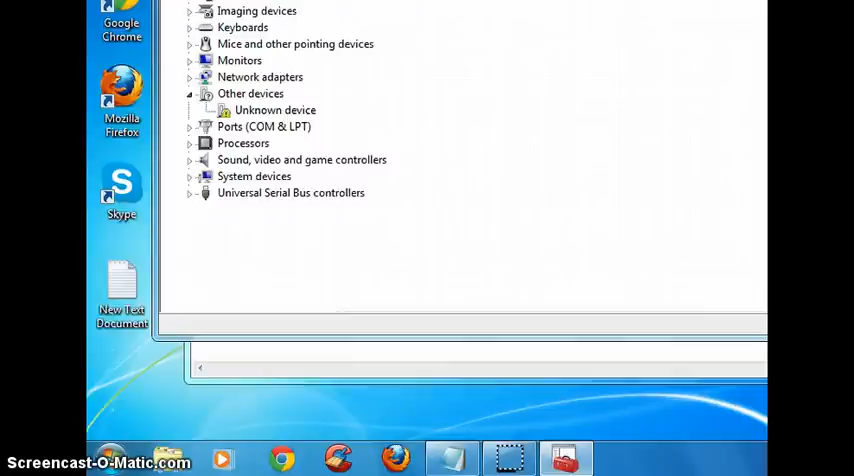 Google
Chrome
Mozilla
Firefox
Skype
New Text
Document
Imaging devices
Keyboards
Mice and other pointing devices
Monitors
Network adapters
Other devices
Unknown device
Ports (COM & LPT)
Processors
Sound, video and game controllers
System devices
Universal Serial Bus controllers
Screencast-O-Matic.com